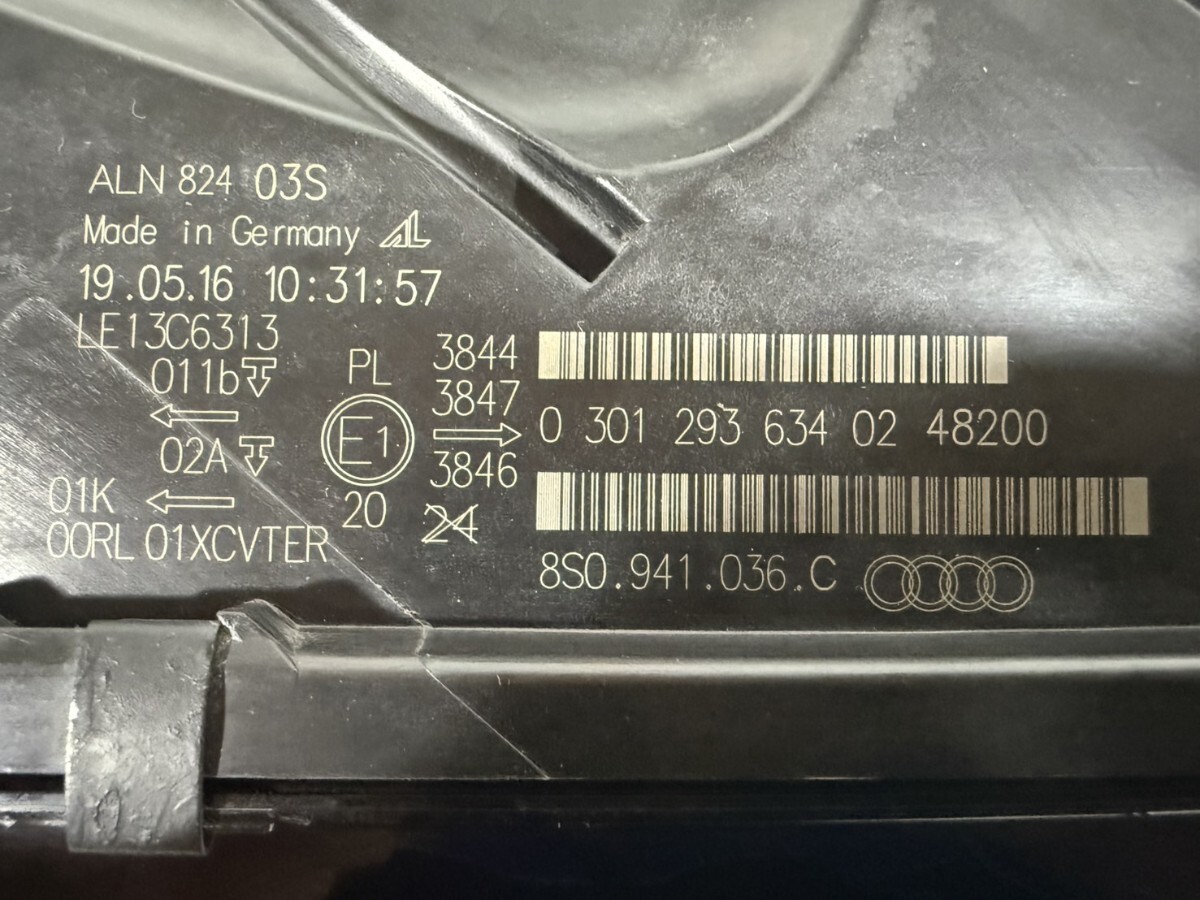 ALN 824 03S
Made in Germany AL
19.05.16 10:31:57
LE13C6313
011b
02A
01K
00RL 01XCVTER
PL
E1
20
3844
3847
3846
24
0 301 293 634 02 48200
8S0.941.036.C